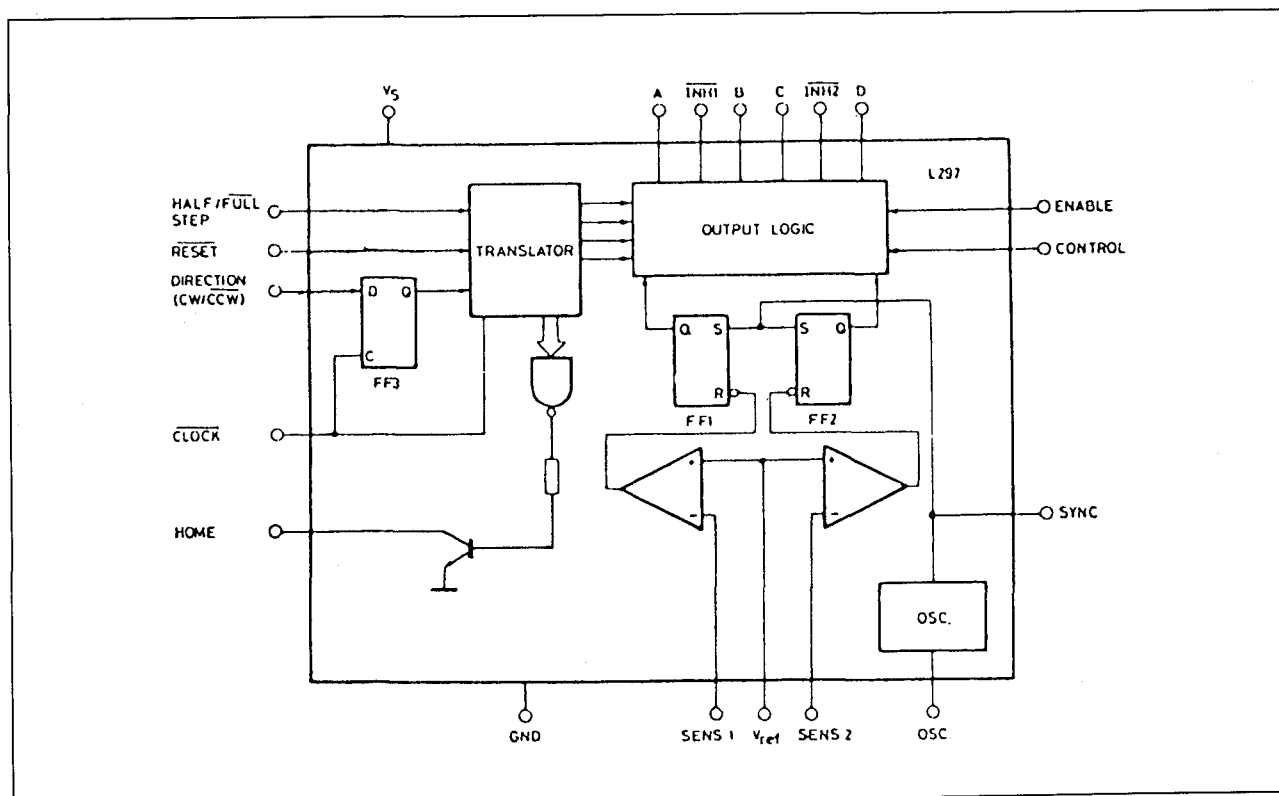 VS
A INH1 B C INH2 D
L297
HALF/FULL
STEP
RESET
DIRECTION
(CW/CCW)
CLOCK
HOME
TRANSLATOR
OUTPUT LOGIC
ENABLE
CONTROL
D Q
C
FF3
Q S
R
FF1
S Q
R
FF2
+
-
+
-
SYNC
OSC.
GND
SENS 1
Vref
SENS 2
OSC